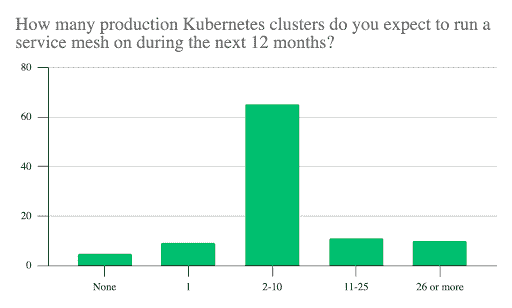 How many production Kubernetes clusters do you expect to run a
service mesh on during the next 12 months?
80
60
40
20
0
None 1 2-10 11-25 26 or more